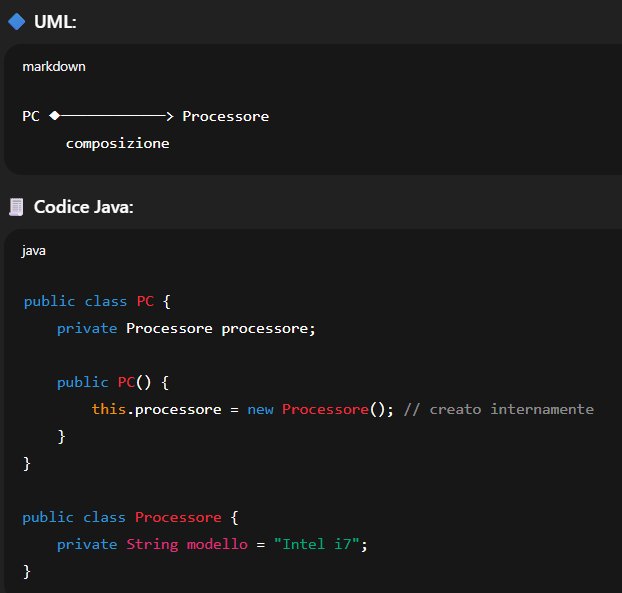 UML:
markdown
PC ◆────────────> Processore
composizione
Codice Java:
java
public class PC {
    private Processore processore;
    public PC() {
        this.processore = new Processore(); // creato internamente
    }
}
public class Processore {
    private String modello = "Intel i7";
}